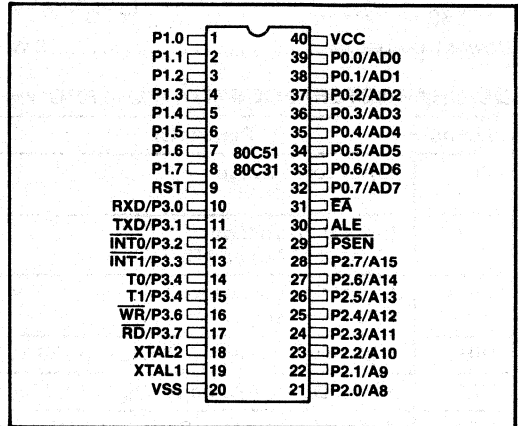 P1.0 1 40 VCC
P1.1 2 39 P0.0/AD0
P1.2 3 38 P0.1/AD1
P1.3 4 37 P0.2/AD2
P1.4 5 36 P0.3/AD3
P1.5 6 35 P0.4/AD4
P1.6 7 80C51 34 P0.5/AD5
P1.7 8 80C31 33 P0.6/AD6
RST 9 32 P0.7/AD7
RXD/P3.0 10 31 EA
TXD/P3.1 11 30 ALE
INT0/P3.2 12 29 PSEN
INT1/P3.3 13 28 P2.7/A15
T0/P3.4 14 27 P2.6/A14
T1/P3.4 15 26 P2.5/A13
WR/P3.6 16 25 P2.4/A12
RD/P3.7 17 24 P2.3/A11
XTAL2 18 23 P2.2/A10
XTAL1 19 22 P2.1/A9
VSS 20 21 P2.0/A8